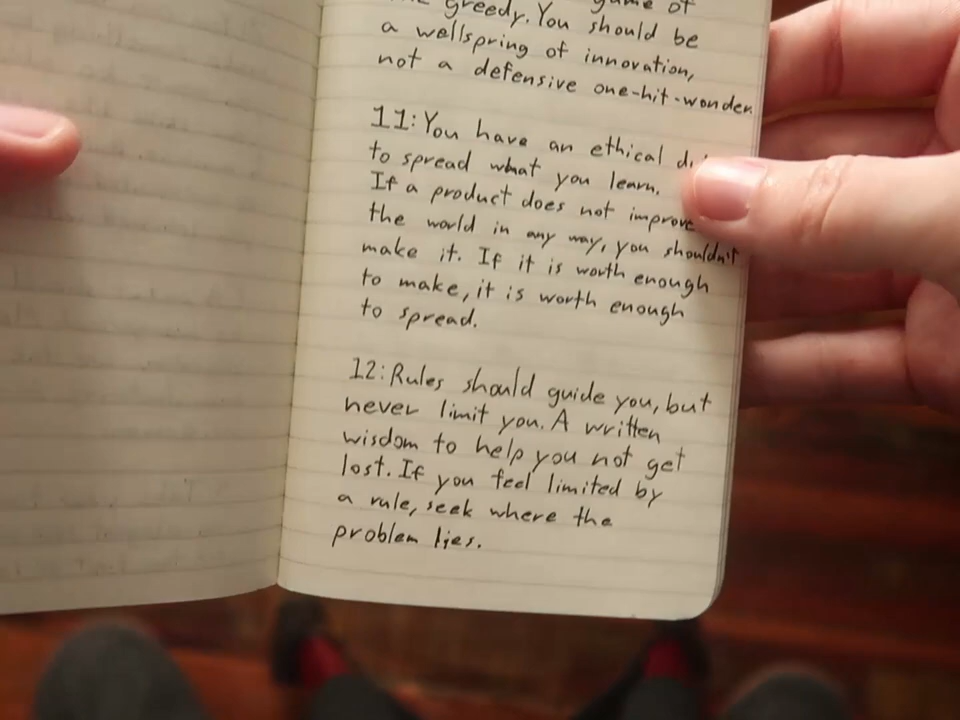 greedy. You should be
a wellspring of innovation,
not a defensive one-hit-wonder.
11: You have an ethical
to spread what you learn.
If a product does not improve
the world in any way, you shouldn't
make it. If it is worth enough
to make, it is worth enough
to spread.
12: Rules should guide you, but
never limit you. A written
wisdom to help you not get
lost. If you feel limited by
a rule, seek where the
problem lies.